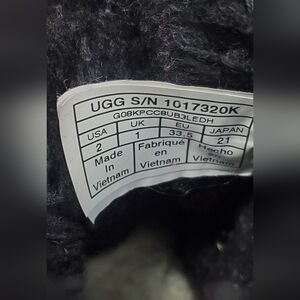 UGG S/N 1017320K
G08KPCC8UB3LEDH
USA UK EU JAPAN
2 1 33.5 21
Made Fabriqué Hecho
In en en
Vietnam Vietnam Vietnam